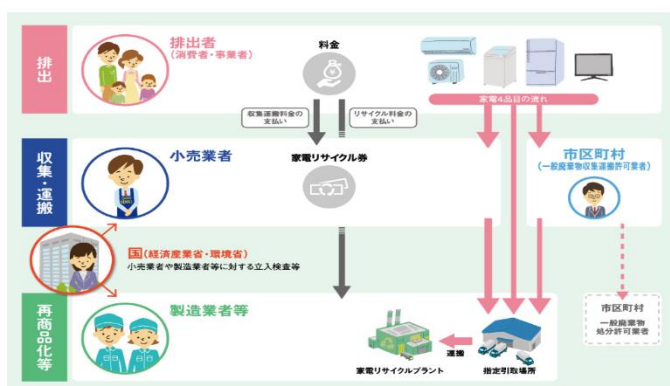 排出
排出者
(消費者・事業者)
料金
家電4品目の流れ
収集運搬料金の
支払い
リサイクル料金の
支払い
収集・運搬
小売業者
家電リサイクル券
市区町村
(一般廃棄物収集運搬許可業者)
国(経済産業省・環境省)
小売業者や製造業者等に対する立入検査等
再商品化等
製造業者等
家電リサイクルプラント
運搬
指定引取場所
市区町村
一般廃棄物
処分許可業者